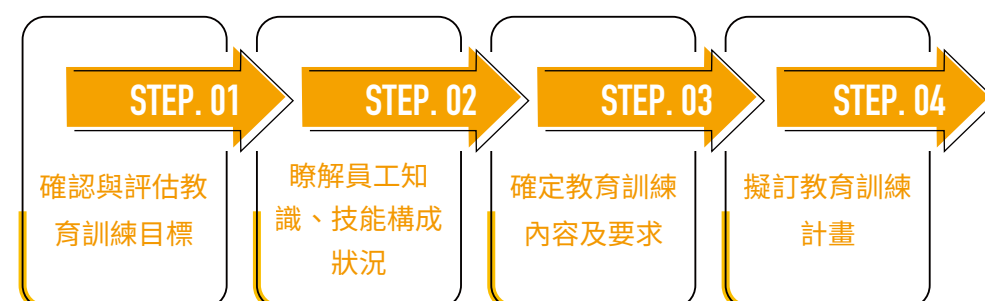 STEP. 01
確認與評估教
育訓練目標
STEP. 02
瞭解員工知
識、技能構成
狀況
STEP. 03
確定教育訓練
內容及要求
STEP. 04
擬訂教育訓練
計畫